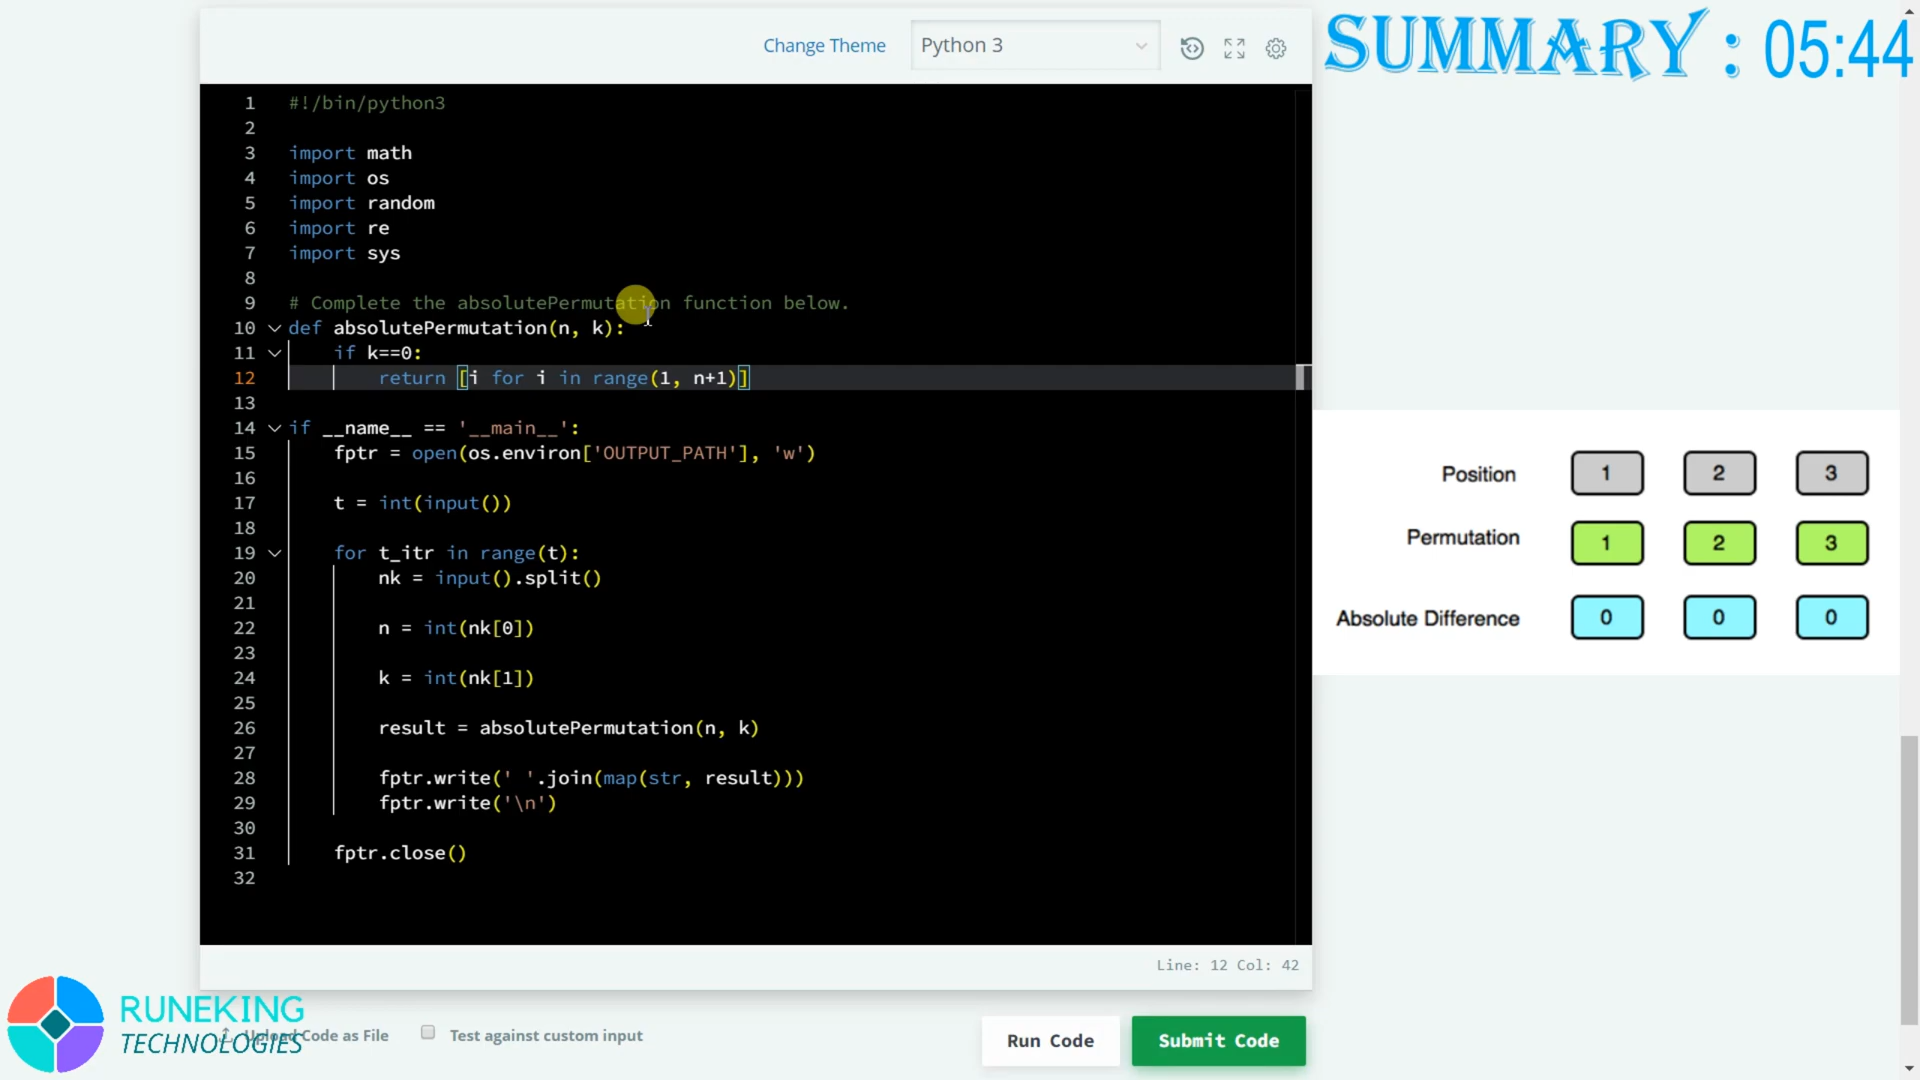 Change Theme
Python 3
SUMMARY : 05:44
1 #!/bin/python3
2
3 import math
4 import os
5 import random
6 import re
7 import sys
8
9 # Complete the absolutePermutation function below.
10 def absolutePermutation(n, k):
11 if k==0:
12 return [i for i in range(1, n+1)]
13
14 if __name__ == '__main__':
15 fptr = open(os.environ['OUTPUT_PATH'], 'w')
16
17 t = int(input())
18
19 for t_itr in range(t):
20 nk = input().split()
21
22 n = int(nk[0])
23
24 k = int(nk[1])
25
26 result = absolutePermutation(n, k)
27
28 fptr.write(' '.join(map(str, result)))
29 fptr.write('\n')
30
31 fptr.close()
32
Position 1 2 3
Permutation 1 2 3
Absolute Difference 0 0 0
Line: 12 Col: 42
RUNEKING
TECHNOLOGIES
Upload Code as File
Test against custom input
Run Code
Submit Code